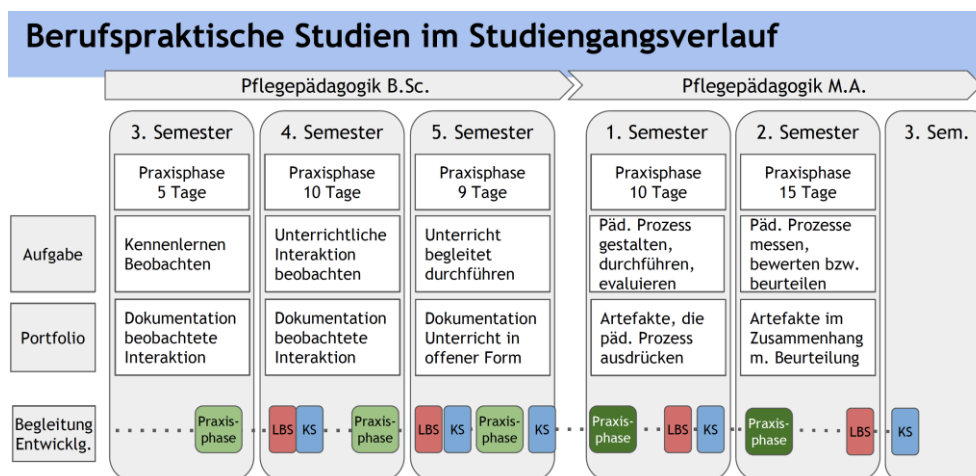 Berufspraktische Studien im Studiengangsverlauf
Pflegepädagogik B.Sc.
Pflegepädagogik M.A.
3. Semester
4. Semester
5. Semester
1. Semester
2. Semester
3. Sem.
Praxisphase
5 Tage
Praxisphase
10 Tage
Praxisphase
9 Tage
Praxisphase
10 Tage
Praxisphase
15 Tage
Aufgabe
Kennenlernen
Beobachten
Unterrichtliche
Interaktion
beobachten
Unterricht
begleitet
durchführen
Päd. Prozess
gestalten,
durchführen,
evaluieren
Päd. Prozesse
messen,
bewerten bzw.
beurteilen
Portfolio
Dokumentation
beobachtete
Interaktion
Dokumentation
beobachtete
Interaktion
Dokumentation
Unterricht in
offener Form
Artefakte, die
päd. Prozess
ausdrücken
Artefakte im
Zusammenhang
m. Beurteilung
Begleitung
Entwicklg.
Praxis-
phase
LBS
KS
Praxis-
phase
LBS
KS
Praxis-
phase
KS
Praxis-
phase
LBS
KS
Praxis-
phase
LBS
KS